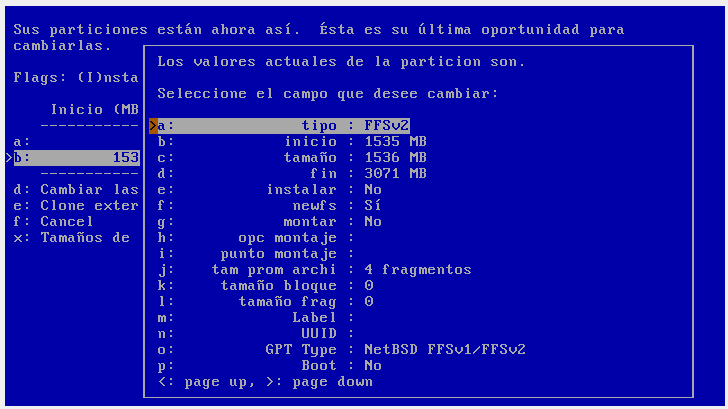 Sus particiones están ahora así.  Ésta es su última oportunidad para
cambiarlas.
Flags: (I)nsta
Inicio (MB
-----------
a:
>b:          153
-----------
d: Cambiar las
e: Clone exter
f: Cancel
x: Tamaños de
Los valores actuales de la particion son.
Seleccione el campo que desee cambiar:
>a:              tipo : FFSv2
b:            inicio : 1535 MB
c:            tamaño : 1536 MB
d:               fin : 3071 MB
e:          instalar : No
f:             newfs : Sí
g:            montar : No
h:       opc montaje :
i:     punto montaje :
j:    tam prom archi : 4 fragmentos
k:     tamaño bloque : 0
l:       tamaño frag : 0
m:             Label :
n:              UUID :
o:          GPT Type : NetBSD FFSv1/FFSv2
p:              Boot : No
<: page up, >: page down